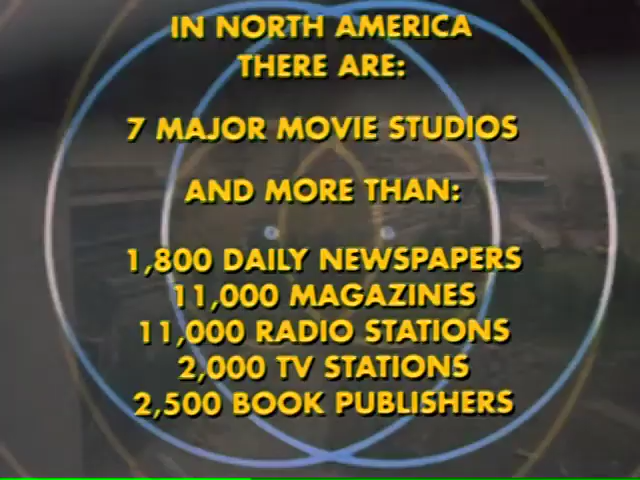 IN NORTH AMERICA
THERE ARE:
7 MAJOR MOVIE STUDIOS
AND MORE THAN:
1,800 DAILY NEWSPAPERS
11,000 MAGAZINES
11,000 RADIO STATIONS
2,000 TV STATIONS
2,500 BOOK PUBLISHERS